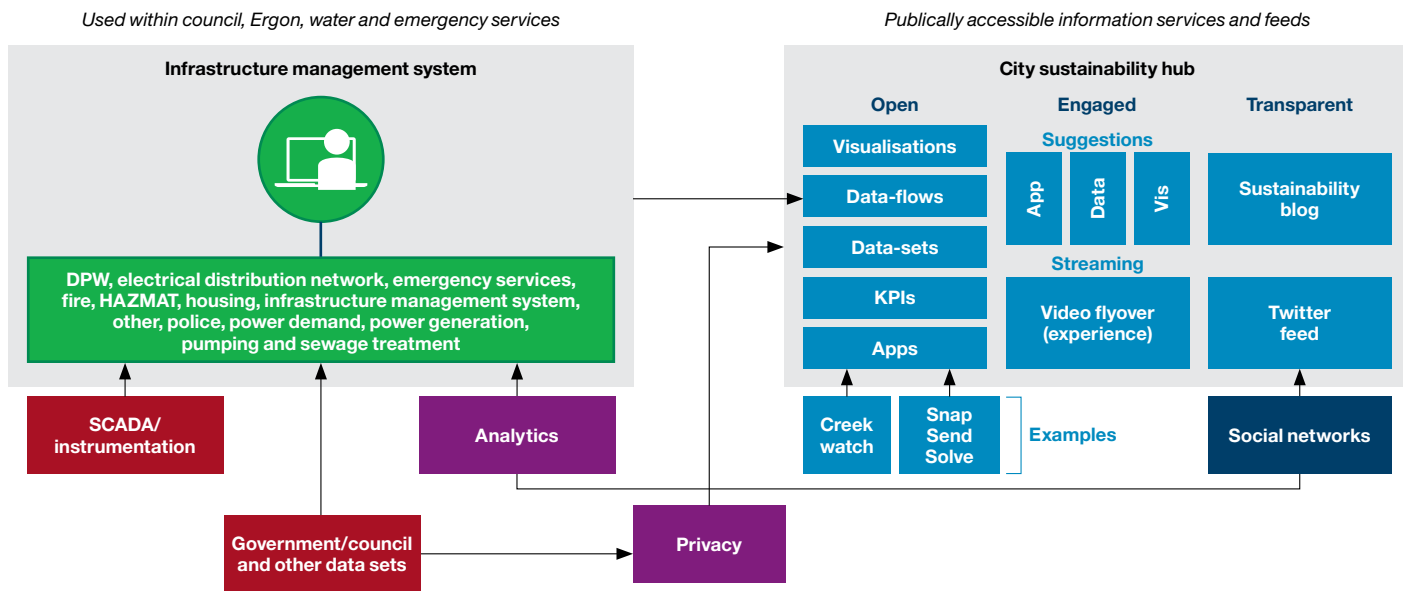 Used within council, Ergon, water and emergency services
Publically accessible information services and feeds
Infrastructure management system
DPW, electrical distribution network, emergency services,
fire, HAZMAT, housing, infrastructure management system,
other, police, power demand, power generation,
pumping and sewage treatment
SCADA/
instrumentation
Analytics
Government/council
and other data sets
Privacy
City sustainability hub
Open
Visualisations
Data-flows
Data-sets
KPIs
Apps
Engaged
Suggestions
App
Data
Vis
Streaming
Video flyover
(experience)
Transparent
Sustainability
blog
Twitter
feed
Creek
watch
Snap
Send
Solve
Examples
Social networks